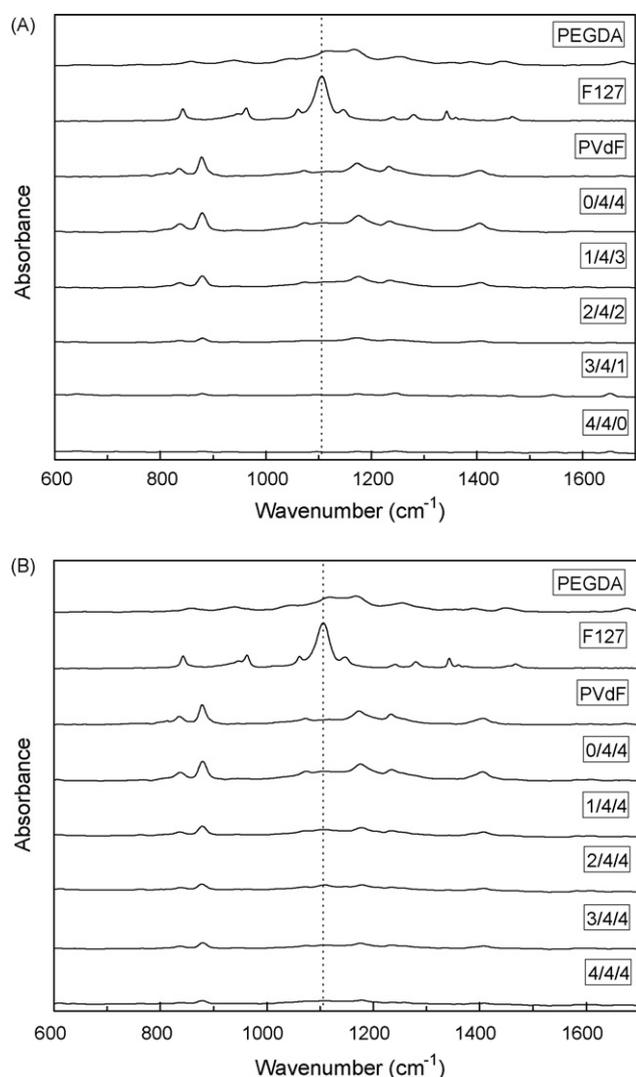 (A)
PEGDA
F127
PVdF
0/4/4
1/4/3
2/4/2
3/4/1
4/4/0
Absorbance
600 800 1000 1200 1400 1600
Wavenumber (cm⁻¹)
(B)
PEGDA
F127
PVdF
0/4/4
1/4/4
2/4/4
3/4/4
4/4/4
Absorbance
600 800 1000 1200 1400 1600
Wavenumber (cm⁻¹)